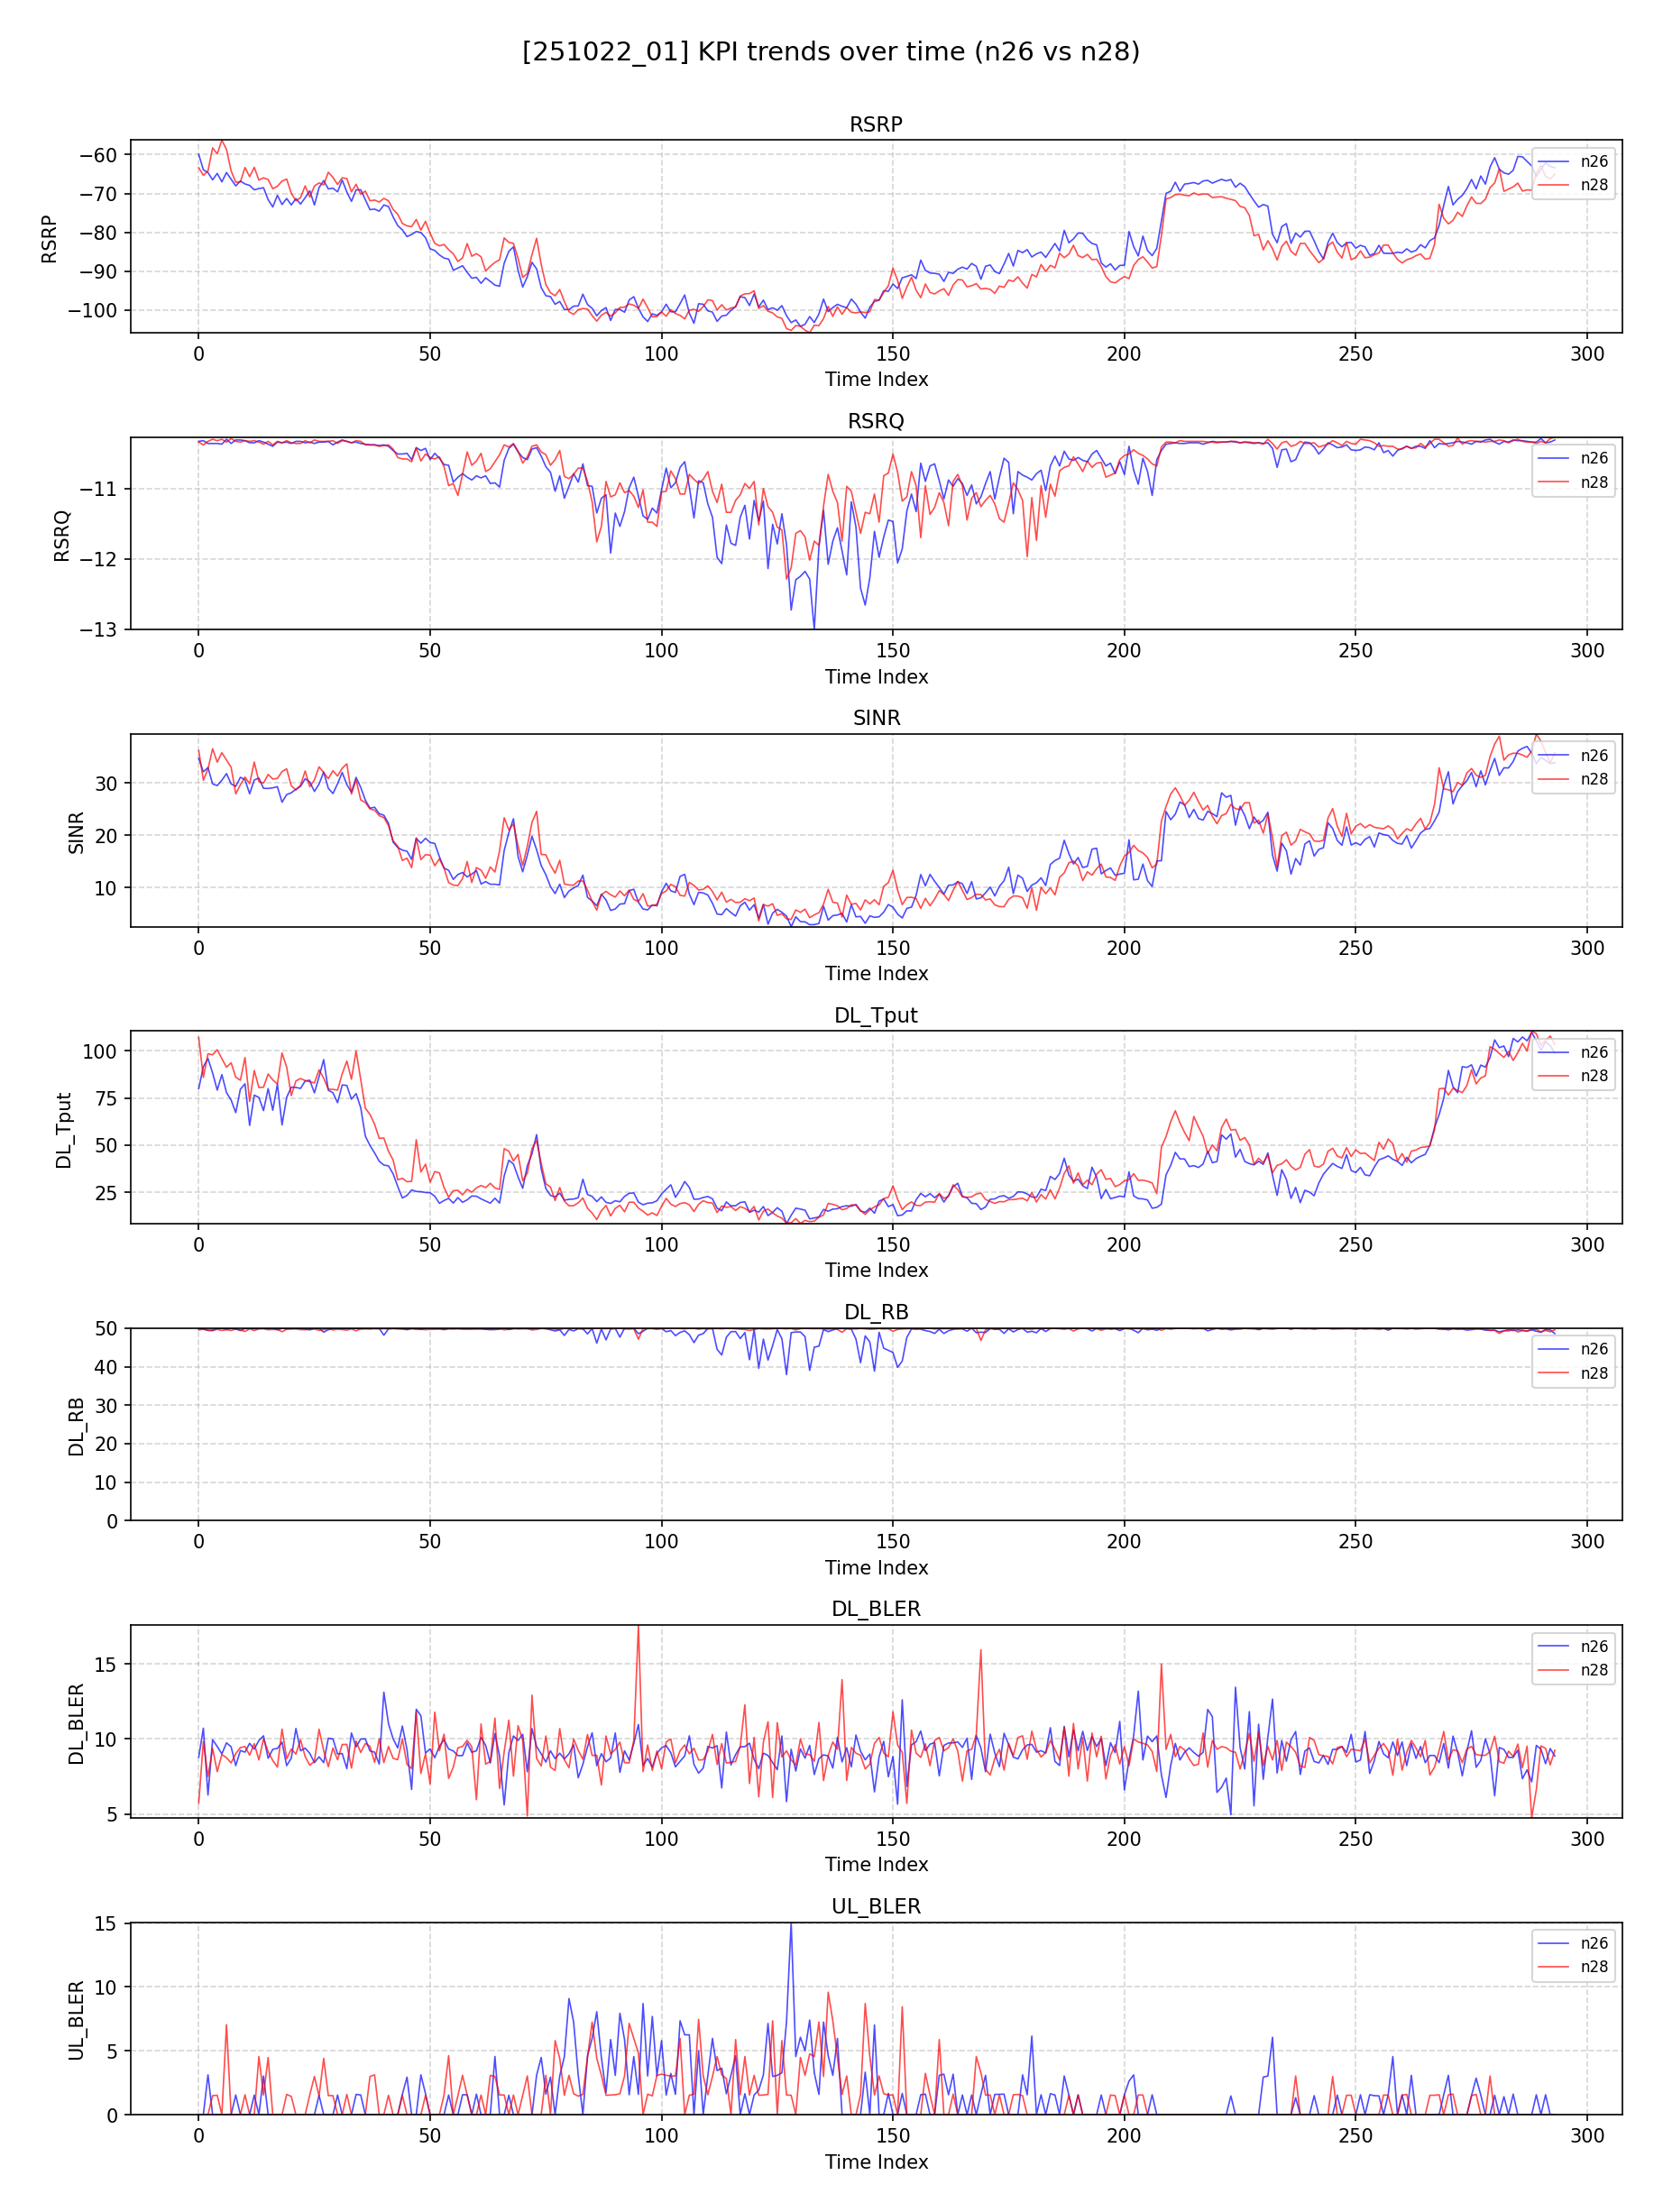 [251022_01] KPI trends over time (n26 vs n28)
RSRP
RSRP
−60
−70
−80
−90
−100
n26
n28
0 50 100 150 200 250 300
Time Index
RSRQ
RSRQ
−11
−12
−13
n26
n28
0 50 100 150 200 250 300
Time Index
SINR
SINR
30
20
10
n26
n28
0 50 100 150 200 250 300
Time Index
DL_Tput
DL_Tput
100
75
50
25
n26
n28
0 50 100 150 200 250 300
Time Index
DL_RB
DL_RB
50
40
30
20
10
0
n26
n28
0 50 100 150 200 250 300
Time Index
DL_BLER
DL_BLER
15
10
5
n26
n28
0 50 100 150 200 250 300
Time Index
UL_BLER
UL_BLER
15
10
5
0
n26
n28
0 50 100 150 200 250 300
Time Index